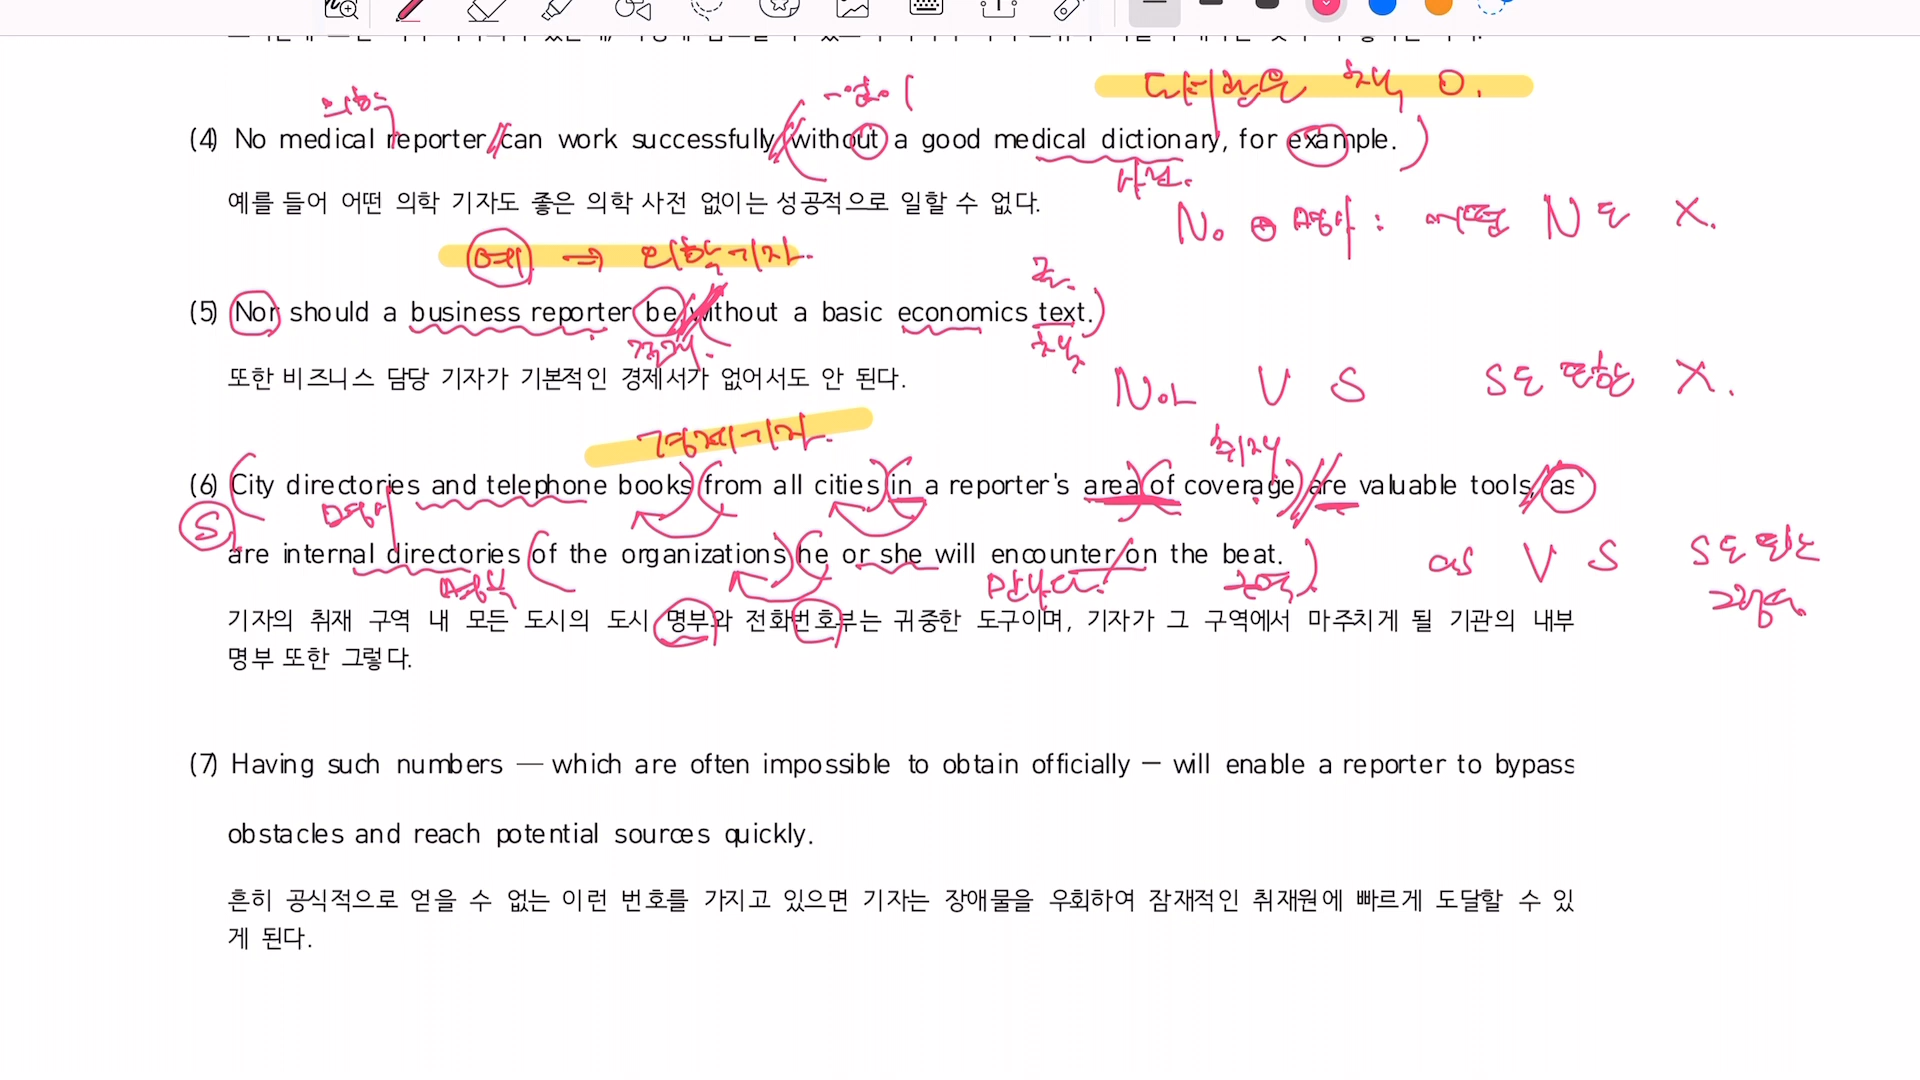 도서관은 책 O.
의학
없이
(4) No medical reporter can work successfully without a good medical dictionary, for example.
사전.
예를 들어 어떤 의학 기자도 좋은 의학 사전 없이는 성공적으로 일할 수 없다.
No ⊕ 명사 : 어떤 N도 X.
예 ⇒ 의학기자.
(5) Nor should a business reporter be without a basic economics text.)
책
또한 비즈니스 담당 기자가 기본적인 경제서가 없어서도 안 된다.
Nor V S S도 또한 X.
경제기자.
취재
(6) City directories and telephone books from all cities in a reporter's area of coverage are valuable tools, as
S
are internal directories of the organizations he or she will encounter on the beat.
as V S S도 또한 그렇다
명부 만나다. 구역.
기자의 취재 구역 내 모든 도시의 도시 명부와 전화번호부는 귀중한 도구이며, 기자가 그 구역에서 마주치게 될 기관의 내부
명부 또한 그렇다.
(7) Having such numbers — which are often impossible to obtain officially — will enable a reporter to bypass
obstacles and reach potential sources quickly.
흔히 공식적으로 얻을 수 없는 이런 번호를 가지고 있으면 기자는 장애물을 우회하여 잠재적인 취재원에 빠르게 도달할 수 있
게 된다.